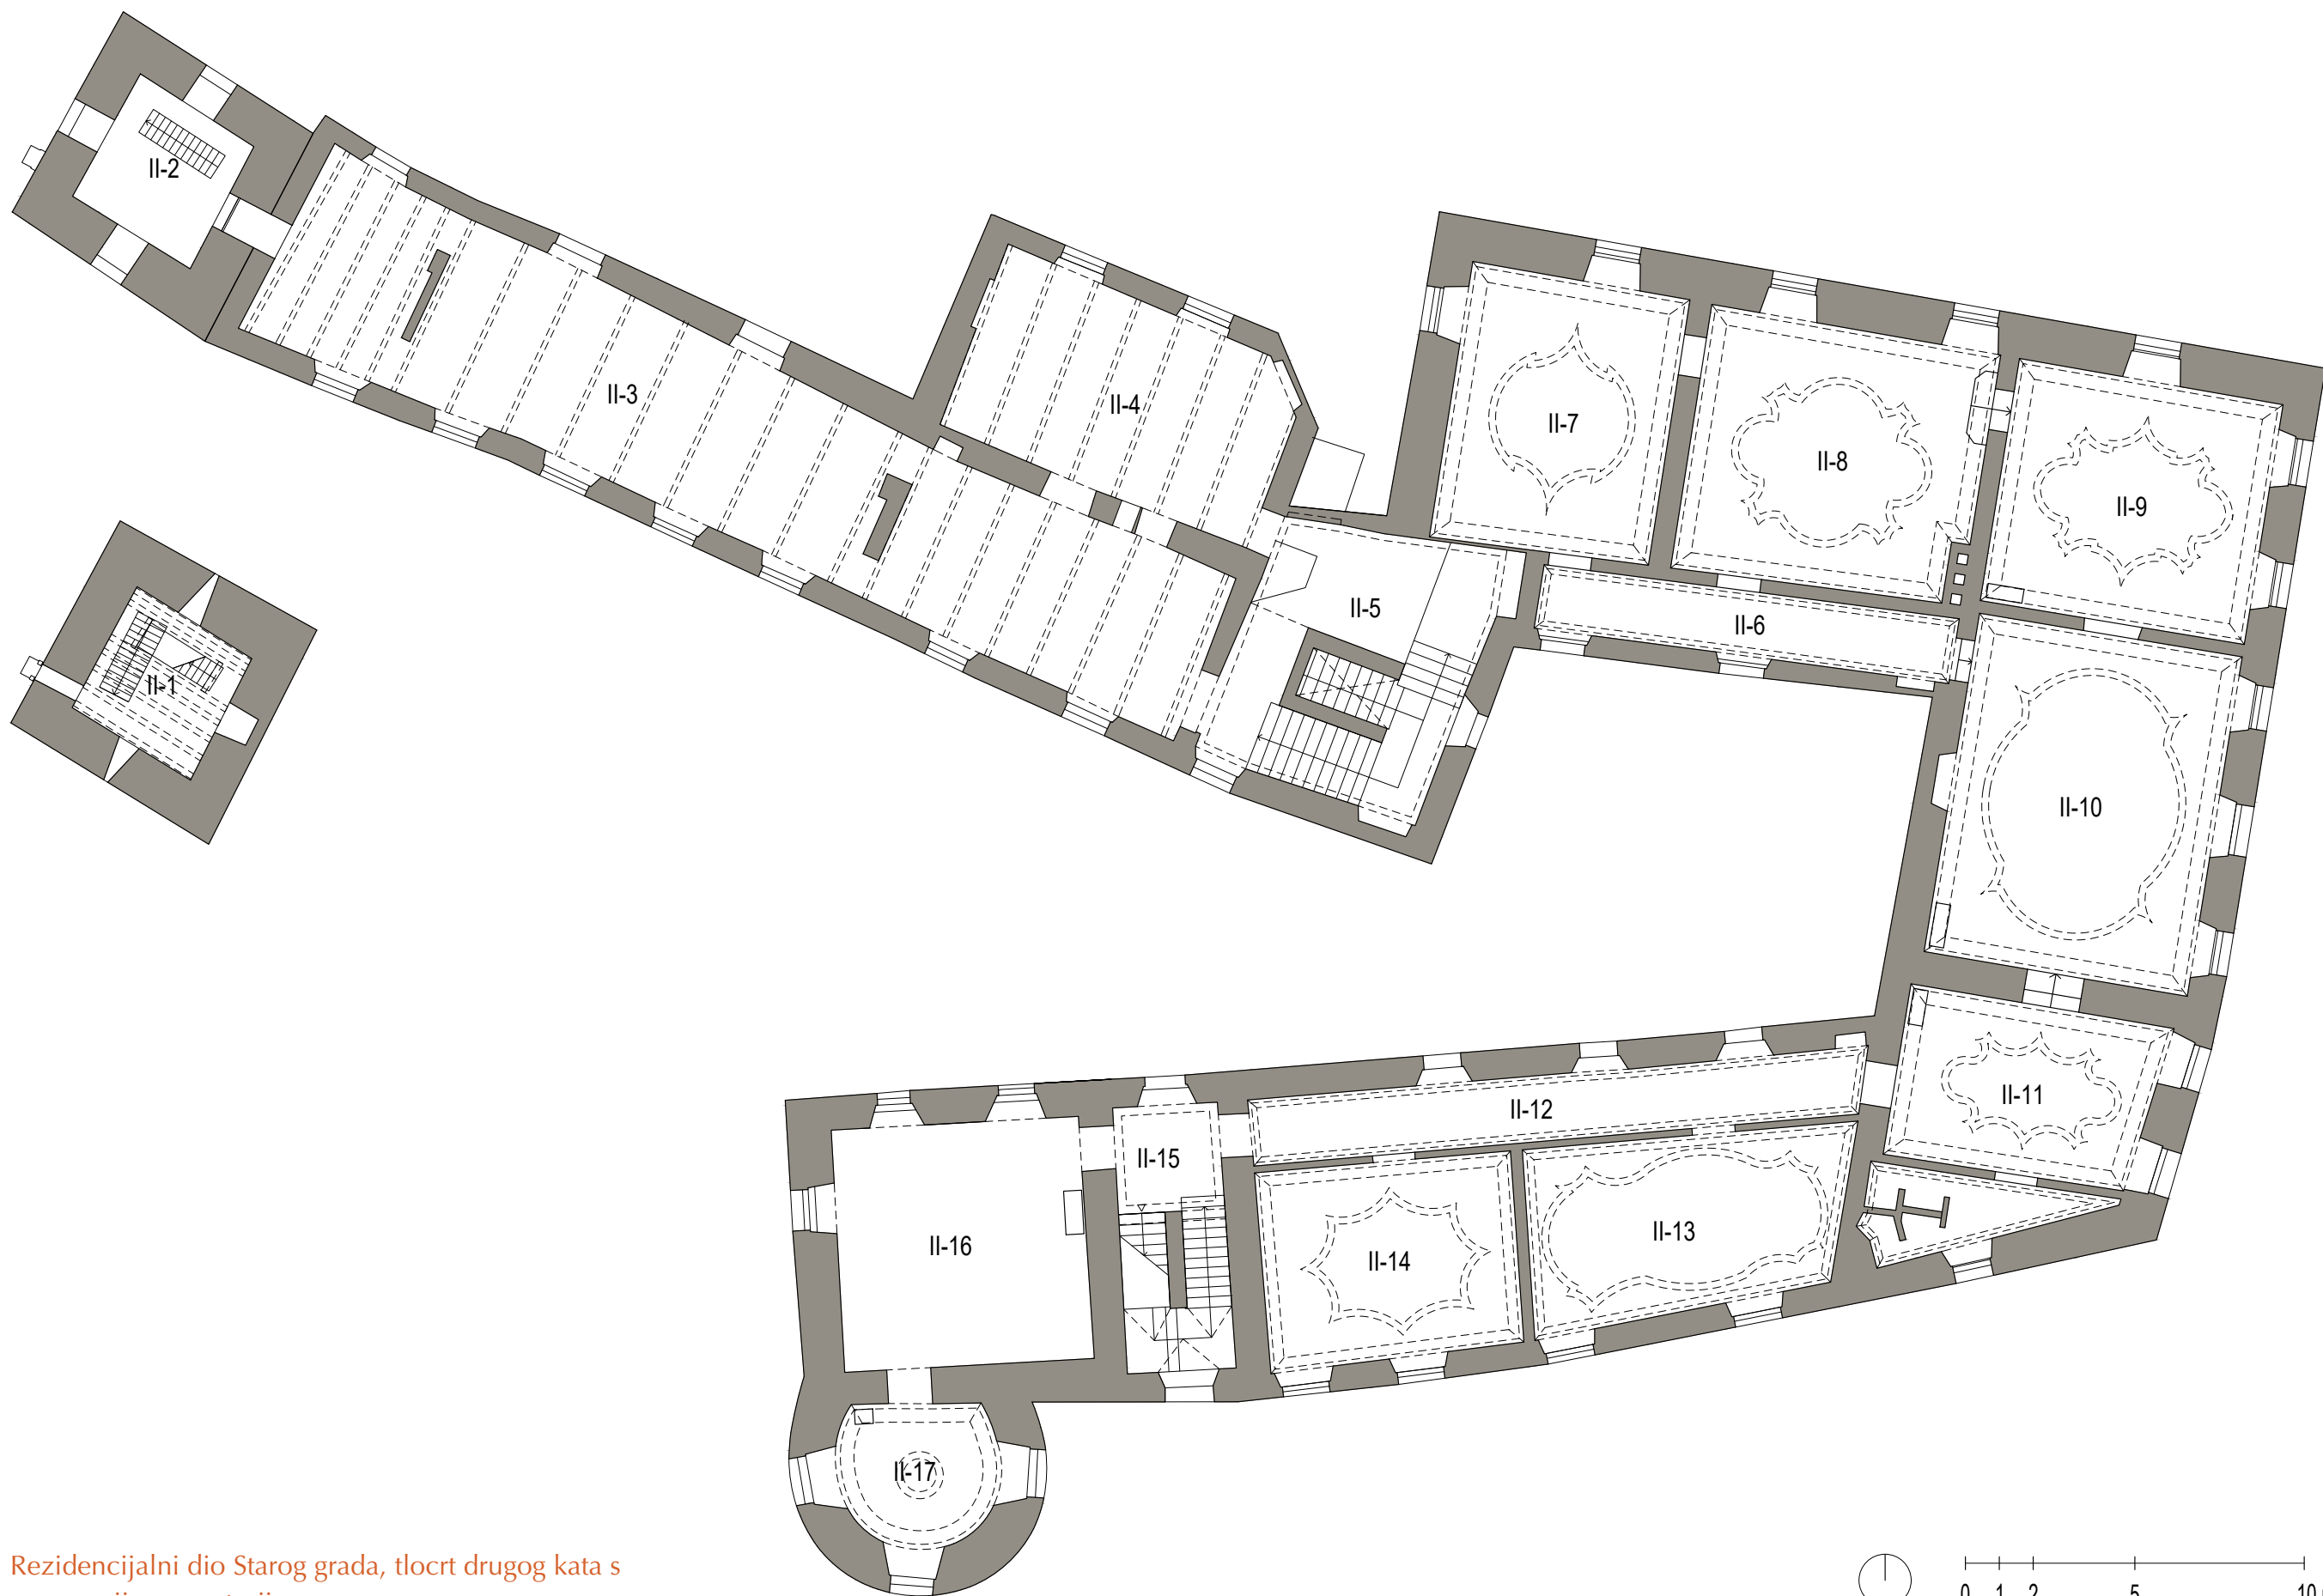 II-2
II-3
II-4
II-7
II-8
II-9
II-5
II-6
II-1
II-10
II-11
II-12
II-15
II-13
II-16
II-14
II-17
Rezidencijalni dio Starog grada, tlocrt drugog kata s
0 1 2 5 10